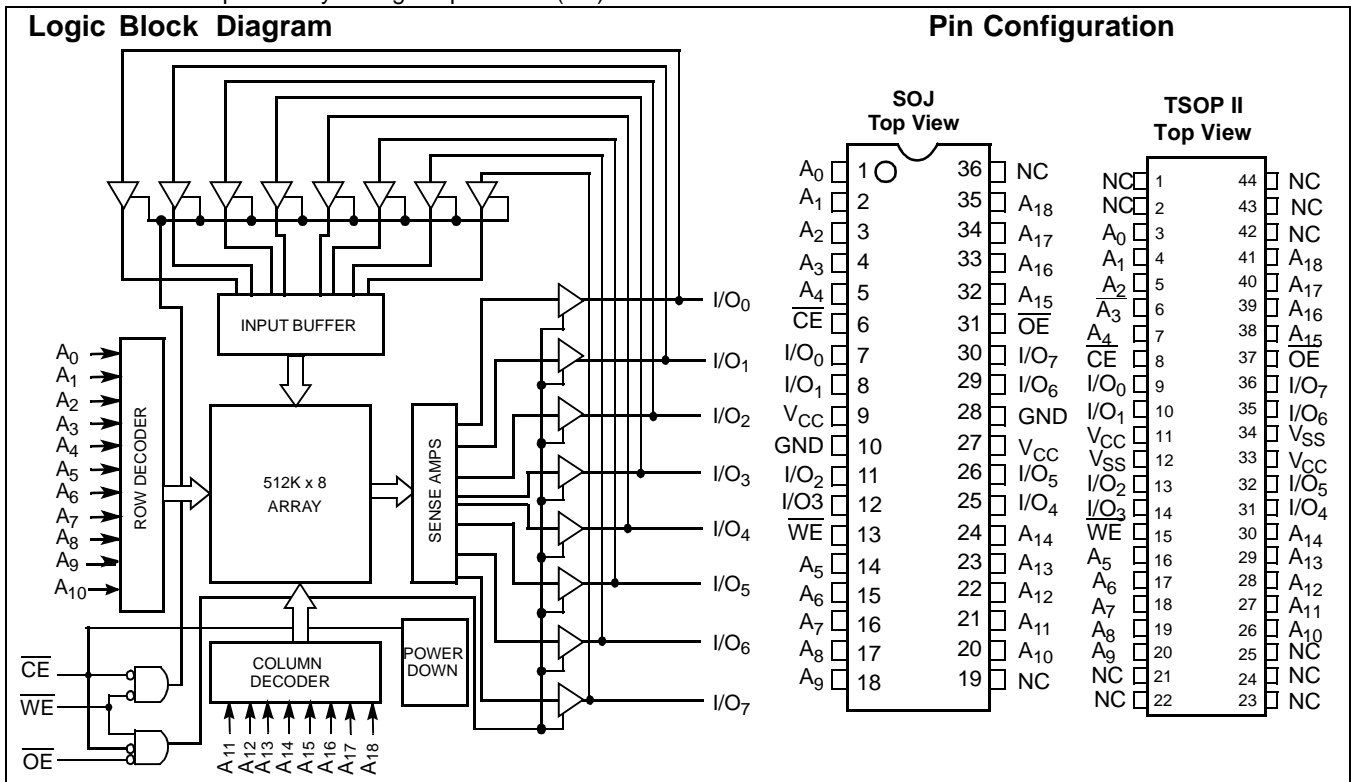 Logic Block Diagram
Pin Configuration
INPUT BUFFER
A0
A1
A2
A3
A4
A5
A6
A7
A8
A9
A10
ROW DECODER
512K x 8
ARRAY
SENSE AMPS
COLUMN
DECODER
POWER
DOWN
CE
WE
OE
A11
A12
A13
A14
A15
A16
A17
A18
I/O0
I/O1
I/O2
I/O3
I/O4
I/O5
I/O6
I/O7
SOJ
Top View
A0 1 36 NC
A1 2 35 A18
A2 3 34 A17
A3 4 33 A16
A4 5 32 A15
CE 6 31 OE
I/O0 7 30 I/O7
I/O1 8 29 I/O6
VCC 9 28 GND
GND 10 27 VCC
I/O2 11 26 I/O5
I/O3 12 25 I/O4
WE 13 24 A14
A5 14 23 A13
A6 15 22 A12
A7 16 21 A11
A8 17 20 A10
A9 18 19 NC
TSOP II
Top View
NC 1 44 NC
NC 2 43 NC
A0 3 42 NC
A1 4 41 A18
A2 5 40 A17
A3 6 39 A16
A4 7 38 A15
CE 8 37 OE
I/O0 9 36 I/O7
I/O1 10 35 I/O6
VCC 11 34 VSS
VSS 12 33 VCC
I/O2 13 32 I/O5
I/O3 14 31 I/O4
WE 15 30 A14
A5 16 29 A13
A6 17 28 A12
A7 18 27 A11
A8 19 26 A10
A9 20 25 NC
NC 21 24 NC
NC 22 23 NC